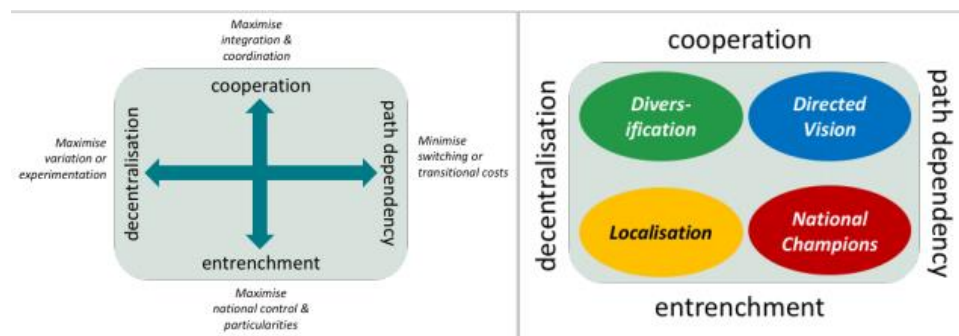 Maximise
integration &
coordination
cooperation
decentralisation
path dependency
Maximise
variation or
experimentation
Minimise
switching or
transitional costs
entrenchment
Maximise
national control &
particularities
cooperation
decentralisation
path dependency
Divers-
ification
Directed
Vision
Localisation
National
Champions
entrenchment